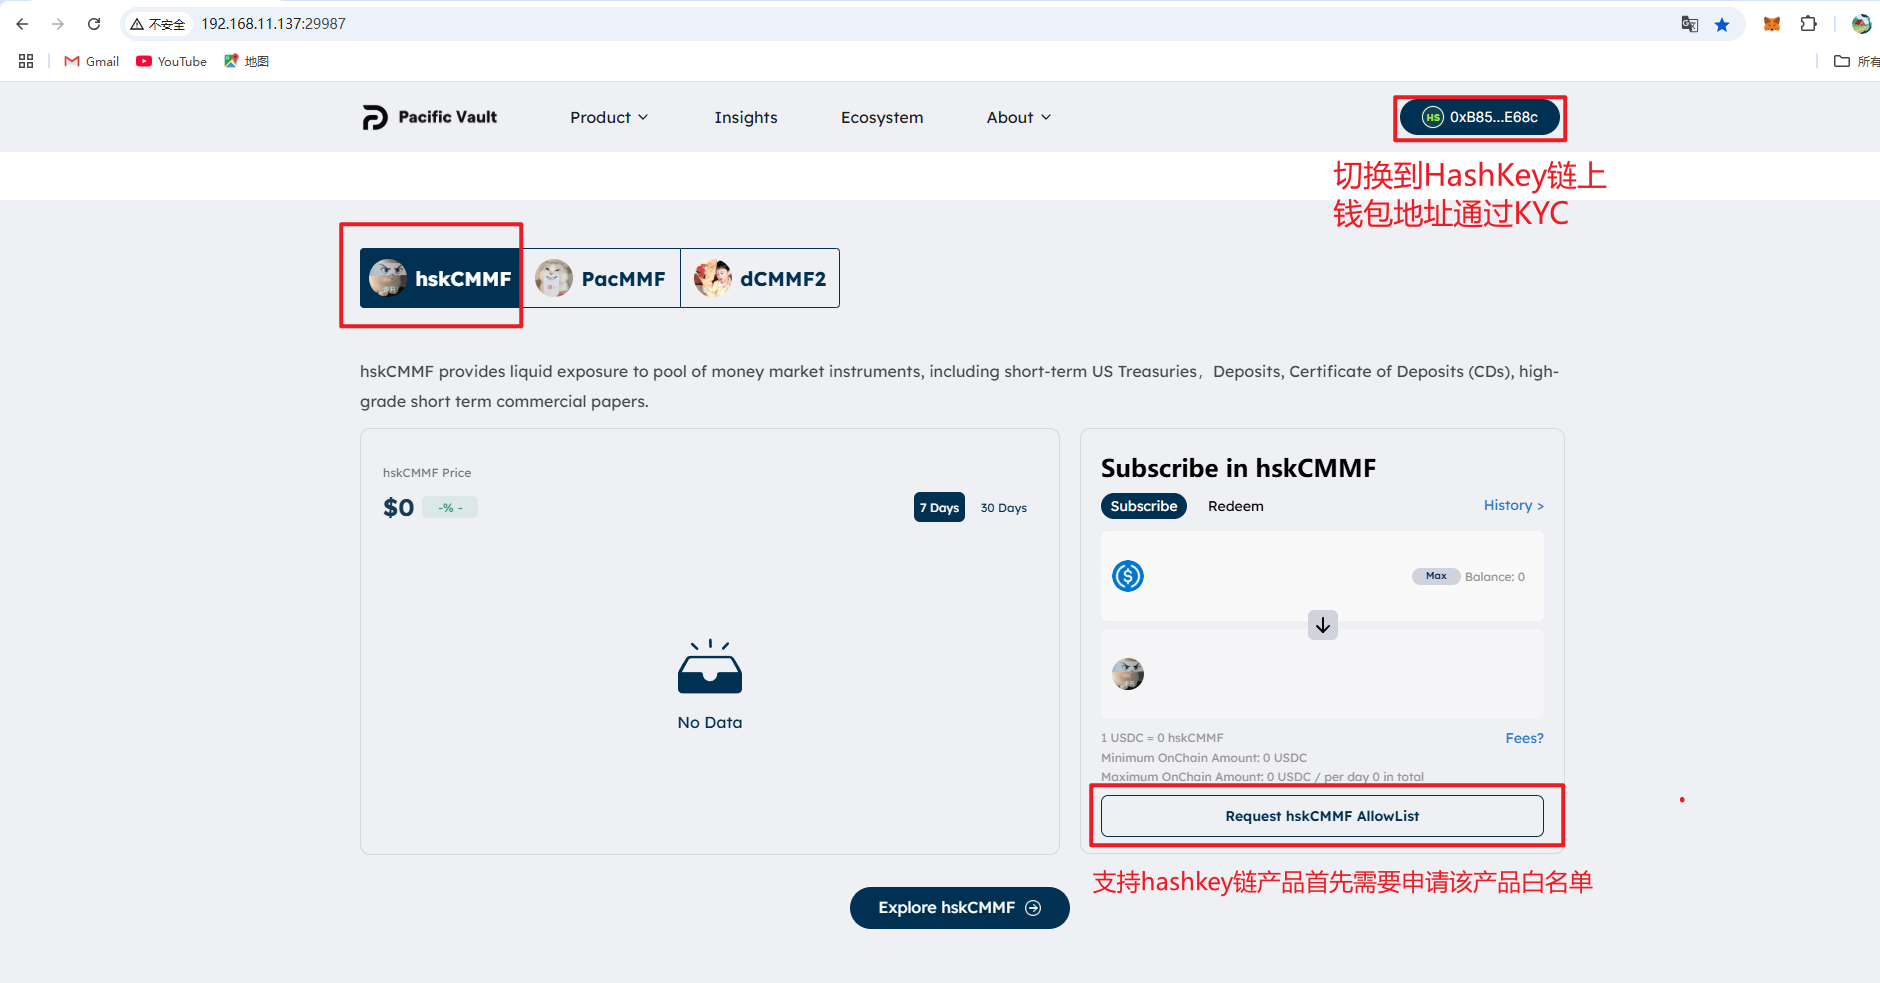 不安全 192.168.11.137:29987
Gmail YouTube 地图 所有
Pacific Vault Product Insights Ecosystem About HS 0xB85...E68c
切换到HashKey链上
钱包地址通过KYC
hskCMMF PacMMF dCMMF2
hskCMMF provides liquid exposure to pool of money market instruments, including short-term US Treasuries， Deposits, Certificate of Deposits (CDs), high-
grade short term commercial papers.
hskCMMF Price
$0 -% -
7 Days 30 Days
No Data
Subscribe in hskCMMF
Subscribe Redeem History >
Max Balance: 0
1 USDC = 0 hskCMMF Fees?
Minimum OnChain Amount: 0 USDC
Maximum OnChain Amount: 0 USDC / per day 0 in total
Request hskCMMF AllowList
支持hashkey链产品首先需要申请该产品白名单
Explore hskCMMF